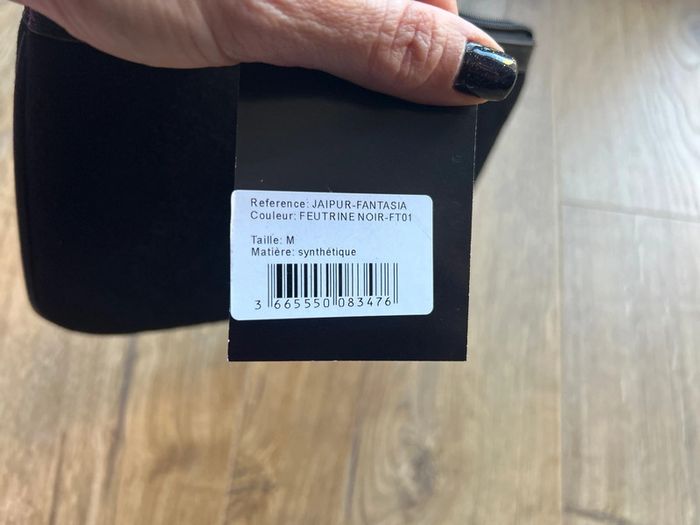 Reference: JAIPUR-FANTASIA
Couleur: FEUTRINE NOIR-FT01
Taille: M
Matière: synthétique
3 665550 083476